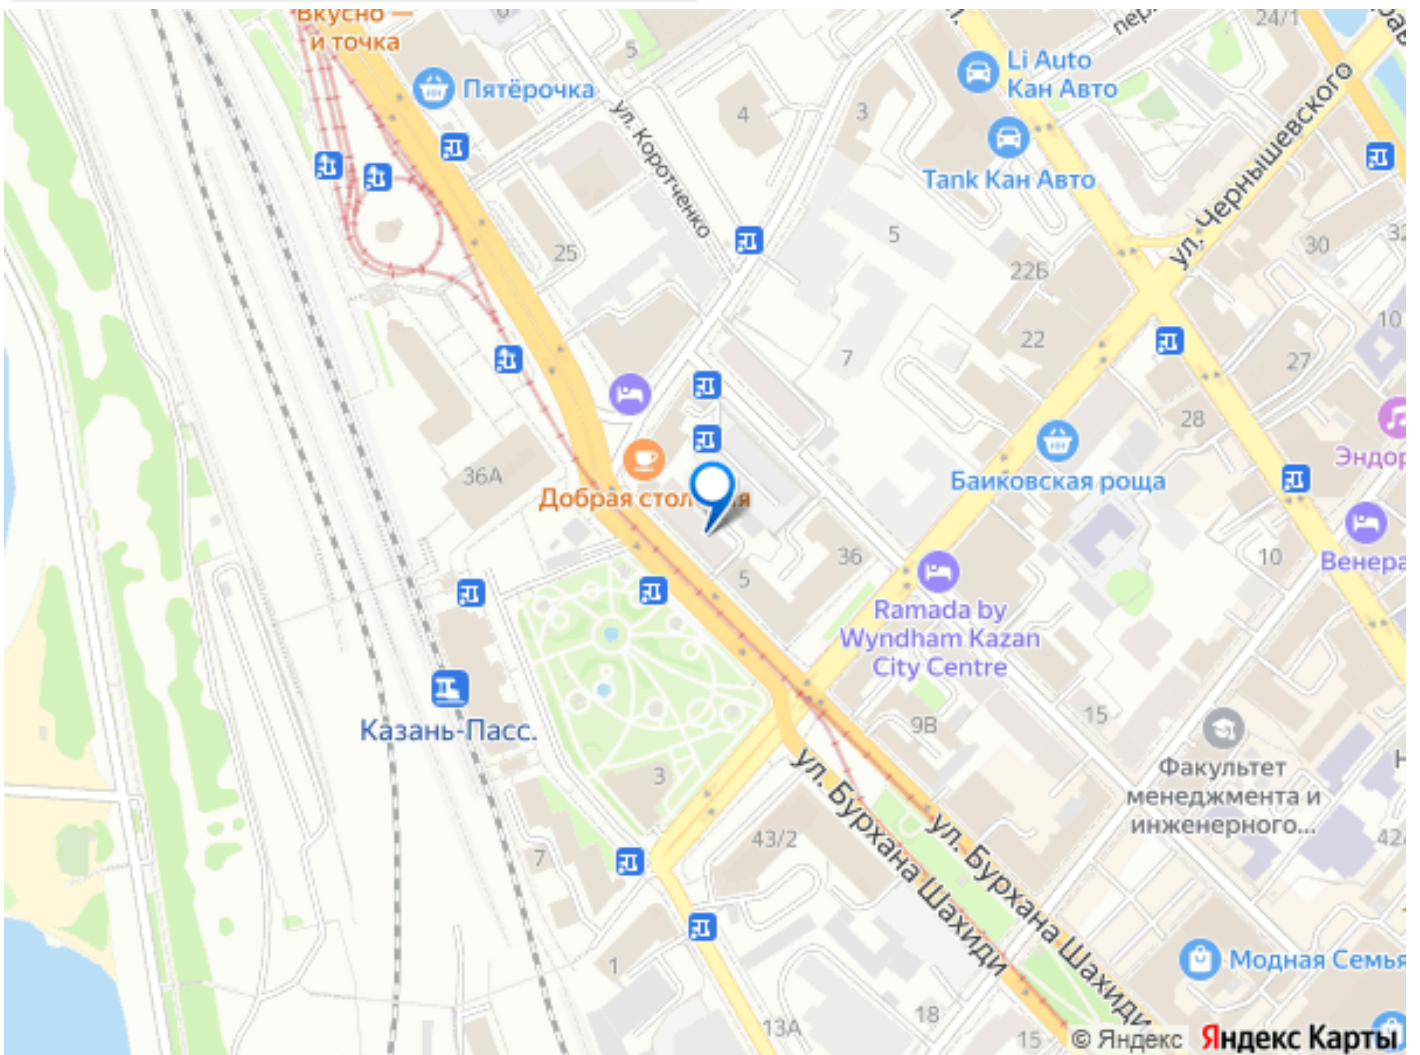 Вкусно —
и точка
24/1
5
Li Auto
Кан Авто
Пятёрочка
4
3
ул. Коротченко
ул. Чернышевского
Tank Кан Авто
25
5
30
22Б
10
22
7
27
28
36А
Добрая стол
я
Баиковская роща
5
36
10
Ramada by
Wyndham Kazan
City Centre
Казань-Пасс.
15
9В
3
Факультет
менеджмента и
инженерного...
43/2
7
ул. Бурхана Шахиди
ул. Бурхана Шахиди
1
18
13А
15
Модная Семья
© Яндекс Яндекс Карты